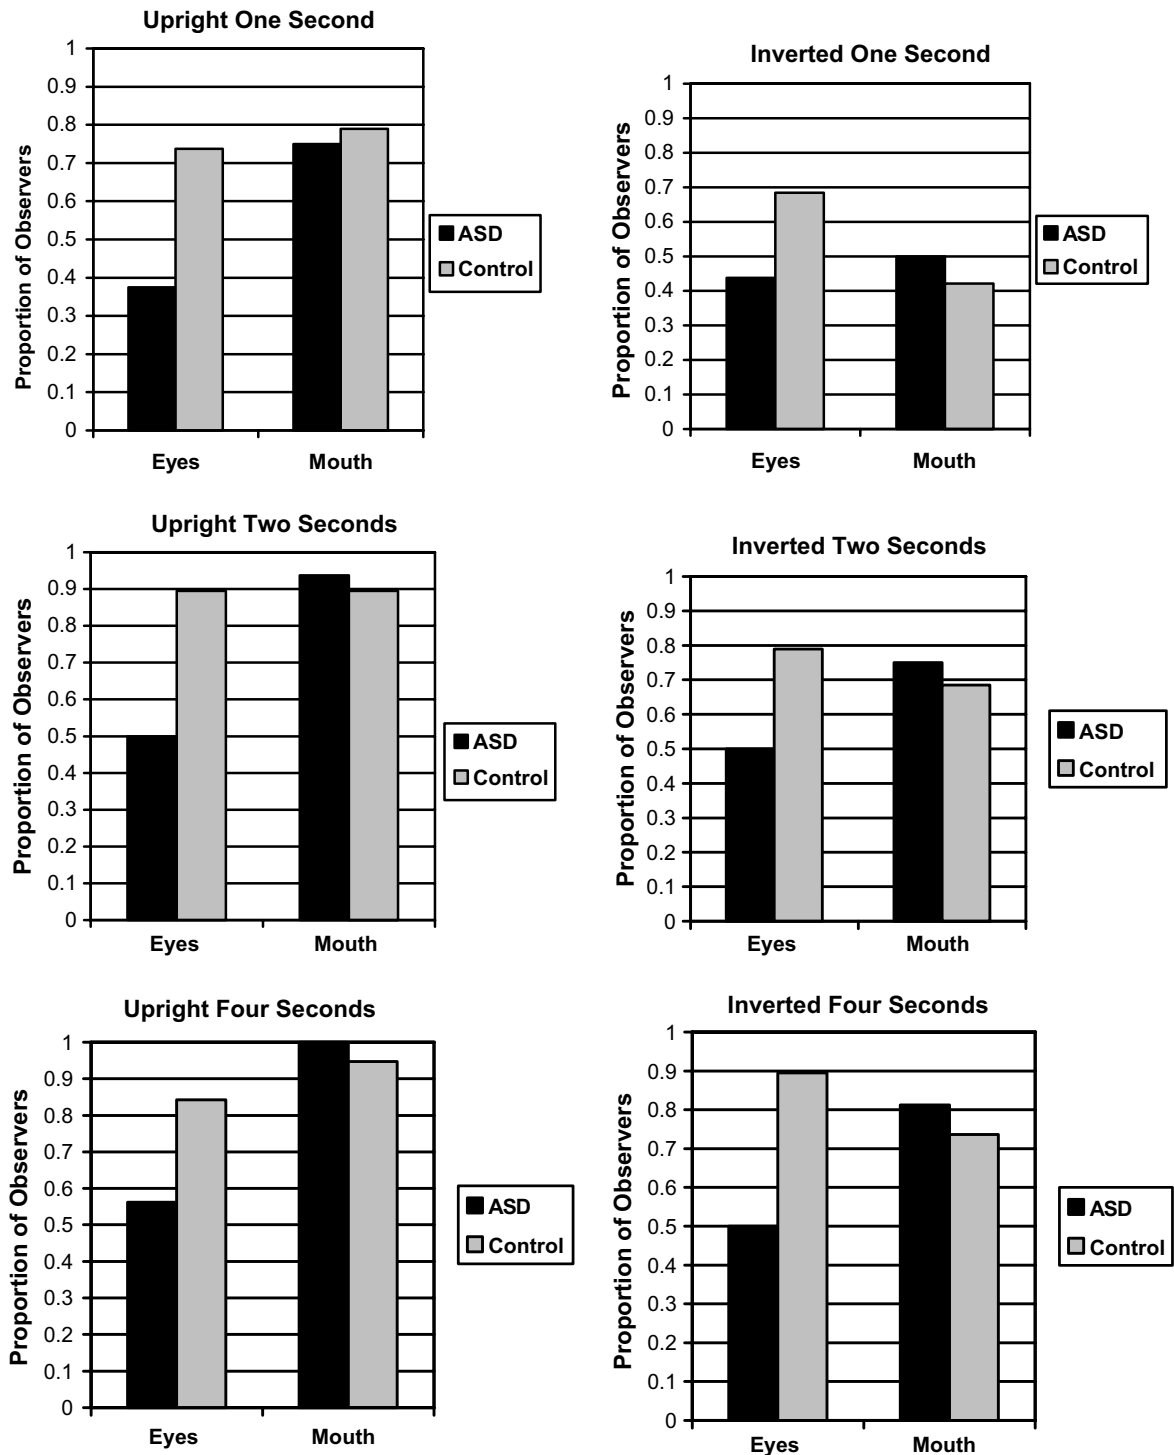 Upright One Second
1
0.9
0.8
0.7
0.6
0.5
0.4
0.3
0.2
0.1
0
Proportion of Observers
Eyes Mouth
ASD
Control
Inverted One Second
1
0.9
0.8
0.7
0.6
0.5
0.4
0.3
0.2
0.1
0
Proportion of Observers
Eyes Mouth
ASD
Control
Upright Two Seconds
1
0.9
0.8
0.7
0.6
0.5
0.4
0.3
0.2
0.1
0
Proportion of Observers
Eyes Mouth
ASD
Control
Inverted Two Seconds
1
0.9
0.8
0.7
0.6
0.5
0.4
0.3
0.2
0.1
0
Proportion of Observers
Eyes Mouth
ASD
Control
Upright Four Seconds
1
0.9
0.8
0.7
0.6
0.5
0.4
0.3
0.2
0.1
0
Proportion of Observers
Eyes Mouth
ASD
Control
Inverted Four Seconds
1
0.9
0.8
0.7
0.6
0.5
0.4
0.3
0.2
0.1
0
Proportion of Observers
Eyes Mouth
ASD
Control